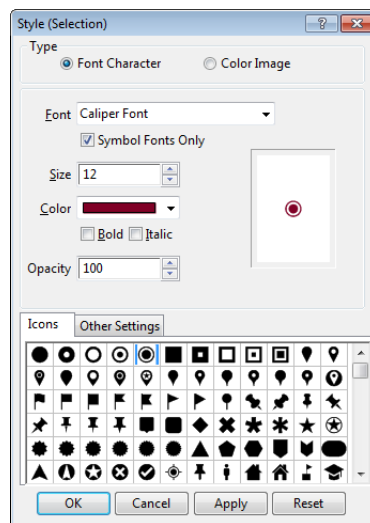 Style (Selection)
Type
Font Character
Color Image
Font Caliper Font
Symbol Fonts Only
Size 12
Color
Bold Italic
Opacity 100
Icons Other Settings
OK Cancel Apply Reset